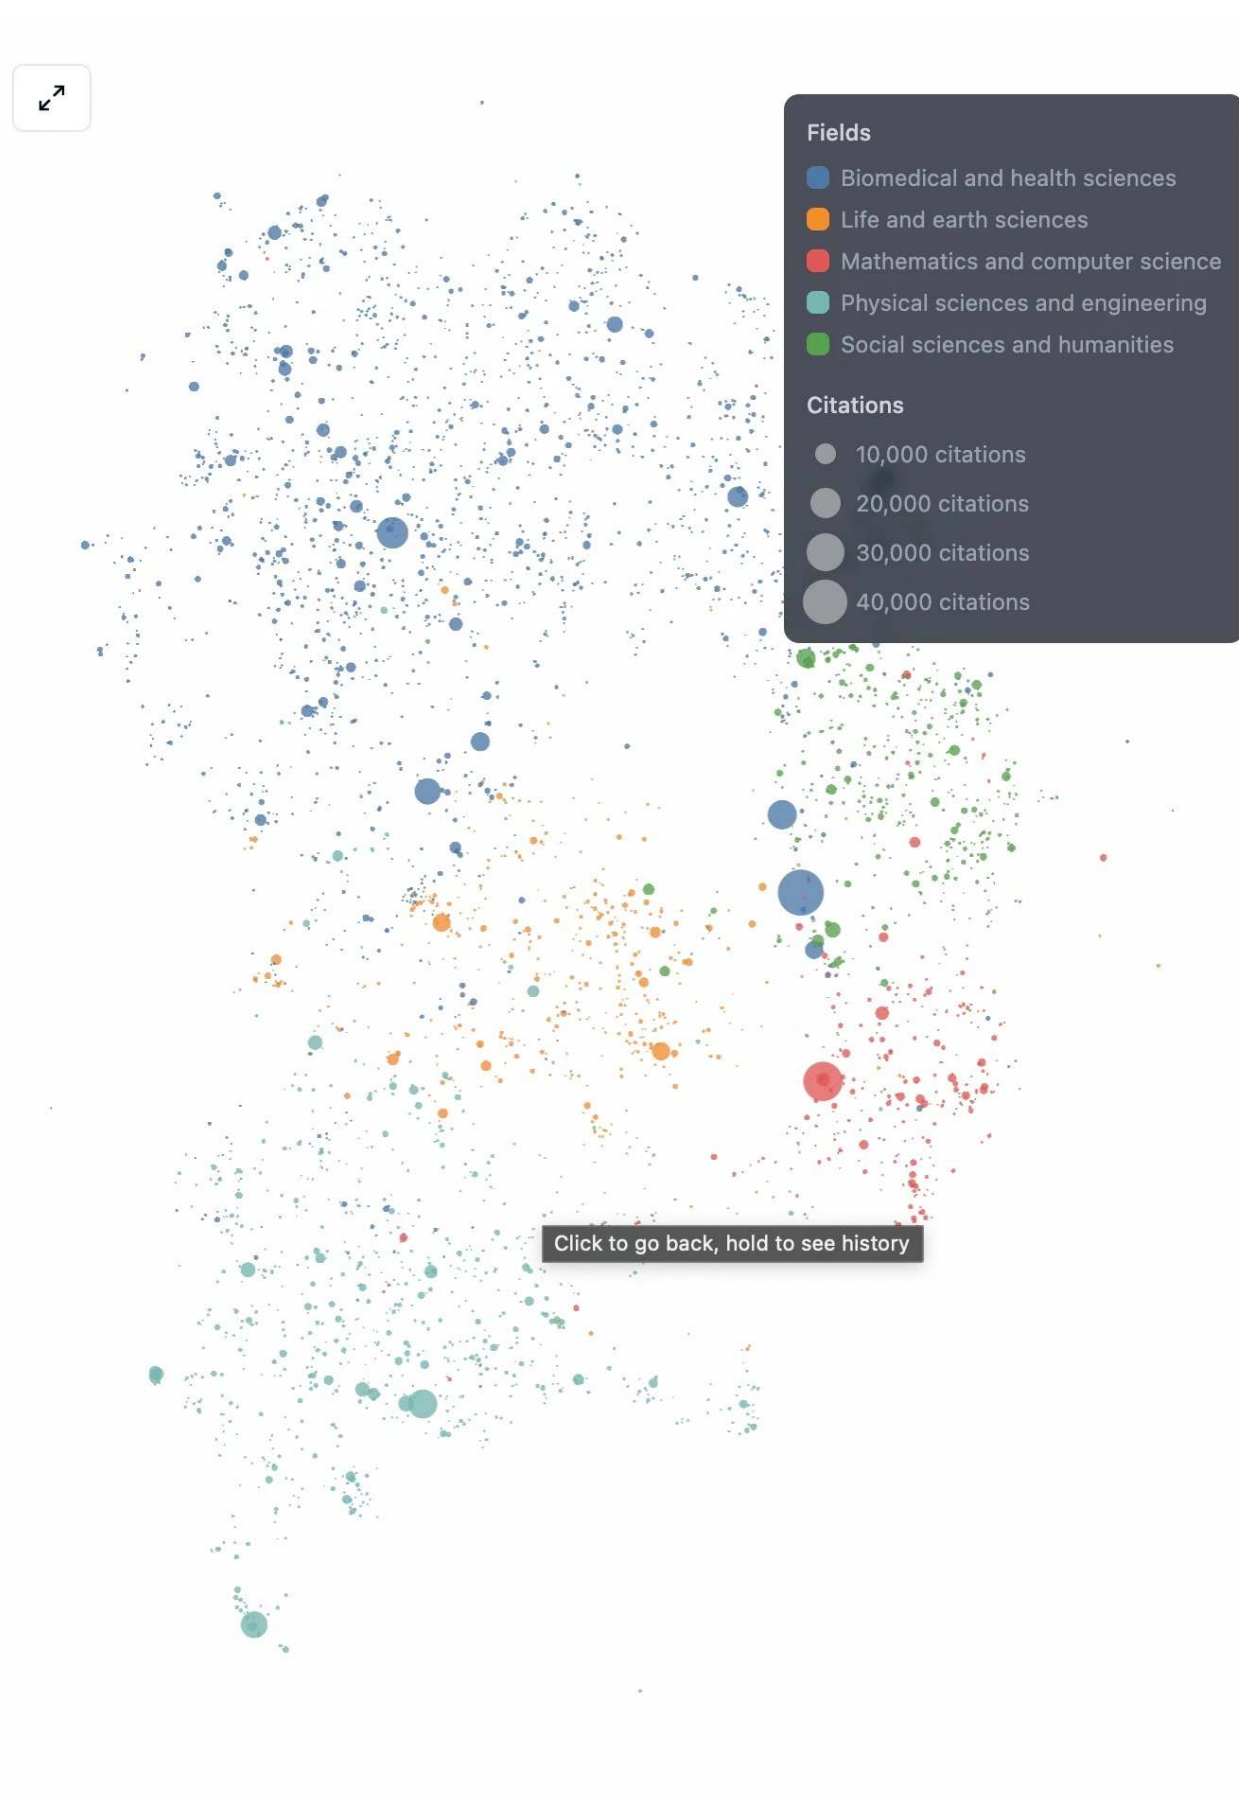 Fields
Biomedical and health sciences
Life and earth sciences
Mathematics and computer science
Physical sciences and engineering
Social sciences and humanities
Citations
10,000 citations
20,000 citations
30,000 citations
40,000 citations
Click to go back, hold to see history